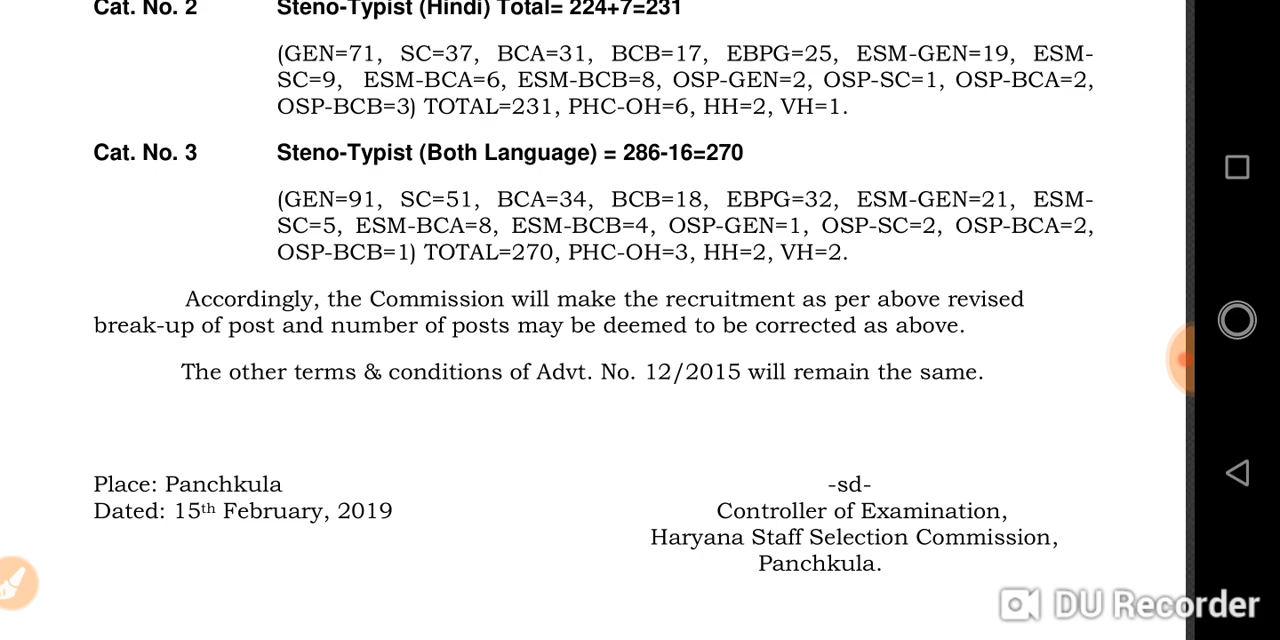 Cat. No. 2 Steno-Typist (Hindi) Total= 224+7=231
(GEN=71, SC=37, BCA=31, BCB=17, EBPG=25, ESM-GEN=19, ESM-
SC=9, ESM-BCA=6, ESM-BCB=8, OSP-GEN=2, OSP-SC=1, OSP-BCA=2,
OSP-BCB=3) TOTAL=231, PHC-OH=6, HH=2, VH=1.
Cat. No. 3 Steno-Typist (Both Language) = 286-16=270
(GEN=91, SC=51, BCA=34, BCB=18, EBPG=32, ESM-GEN=21, ESM-
SC=5, ESM-BCA=8, ESM-BCB=4, OSP-GEN=1, OSP-SC=2, OSP-BCA=2,
OSP-BCB=1) TOTAL=270, PHC-OH=3, HH=2, VH=2.
Accordingly, the Commission will make the recruitment as per above revised
break-up of post and number of posts may be deemed to be corrected as above.
The other terms & conditions of Advt. No. 12/2015 will remain the same.
Place: Panchkula -sd-
Dated: 15th February, 2019 Controller of Examination,
Haryana Staff Selection Commission,
Panchkula.
DU Recorder